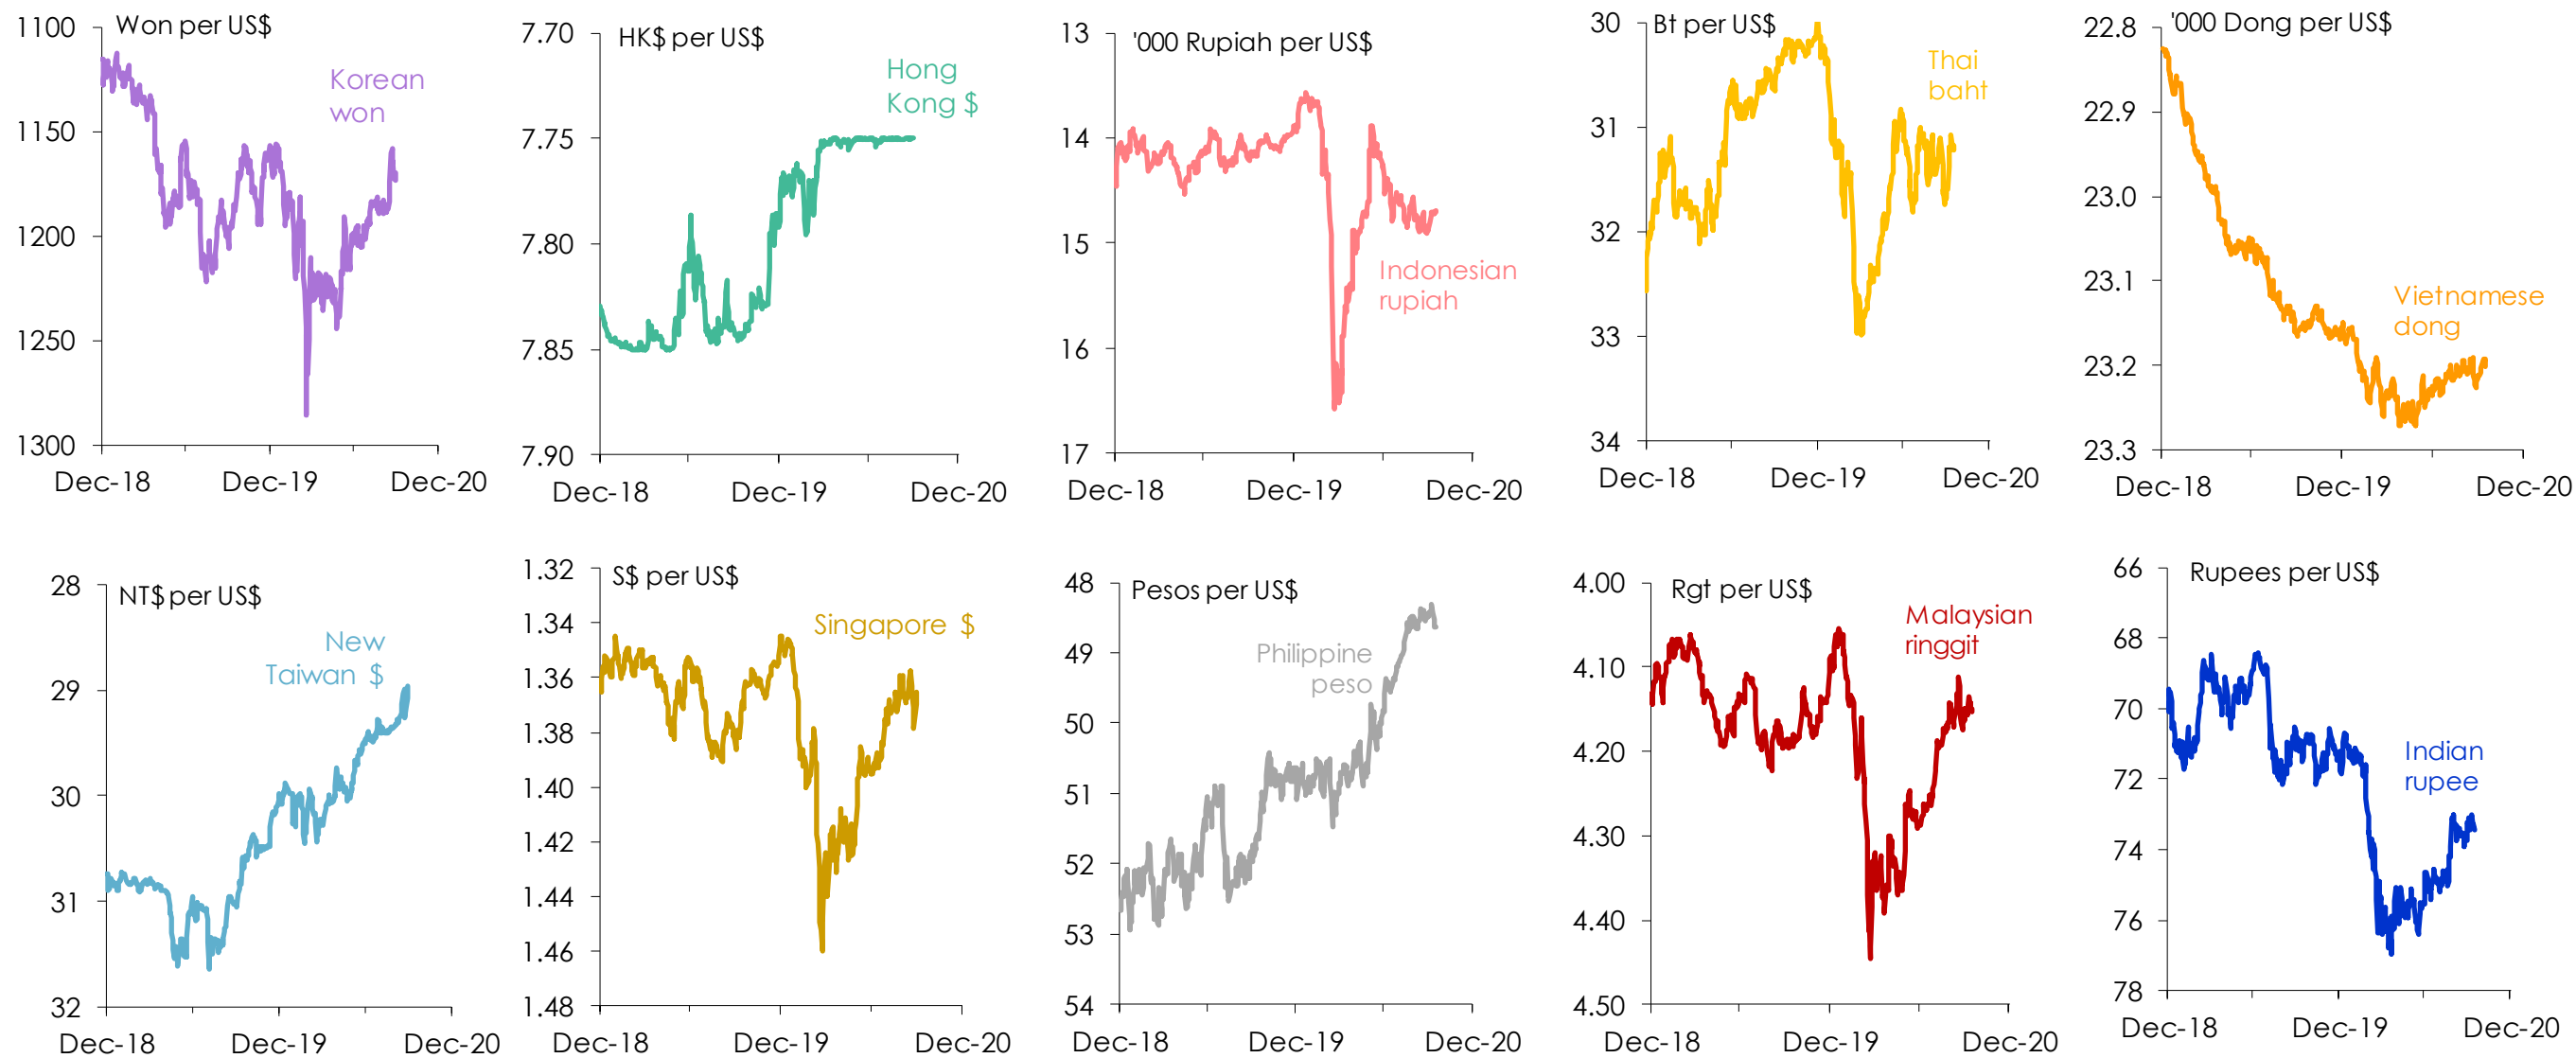 Won per US$
1100
1150
1200
1250
1300
Korean
won
Dec-18
Dec-19
Dec-20
HK$ per US$
7.70
7.75
7.80
7.85
7.90
Hong
Kong $
Dec-18
Dec-19
Dec-20
'000 Rupiah per US$
13
14
15
16
17
Indonesian
rupiah
Dec-18
Dec-19
Dec-20
Bt per US$
30
31
32
33
34
Thai
baht
Dec-18
Dec-19
Dec-20
'000 Dong per US$
22.8
22.9
23.0
23.1
23.2
23.3
Vietnamese
dong
Dec-18
Dec-19
Dec-20
NT$ per US$
28
29
30
31
32
New
Taiwan $
Dec-18
Dec-19
Dec-20
S$ per US$
1.32
1.34
1.36
1.38
1.40
1.42
1.44
1.46
1.48
Singapore $
Dec-18
Dec-19
Dec-20
Pesos per US$
48
49
50
51
52
53
54
Philippine
peso
Dec-18
Dec-19
Dec-20
Rgt per US$
4.00
4.10
4.20
4.30
4.40
4.50
Malaysian
ringgit
Dec-18
Dec-19
Dec-20
Rupees per US$
66
68
70
72
74
76
78
Indian
rupee
Dec-18
Dec-19
Dec-20